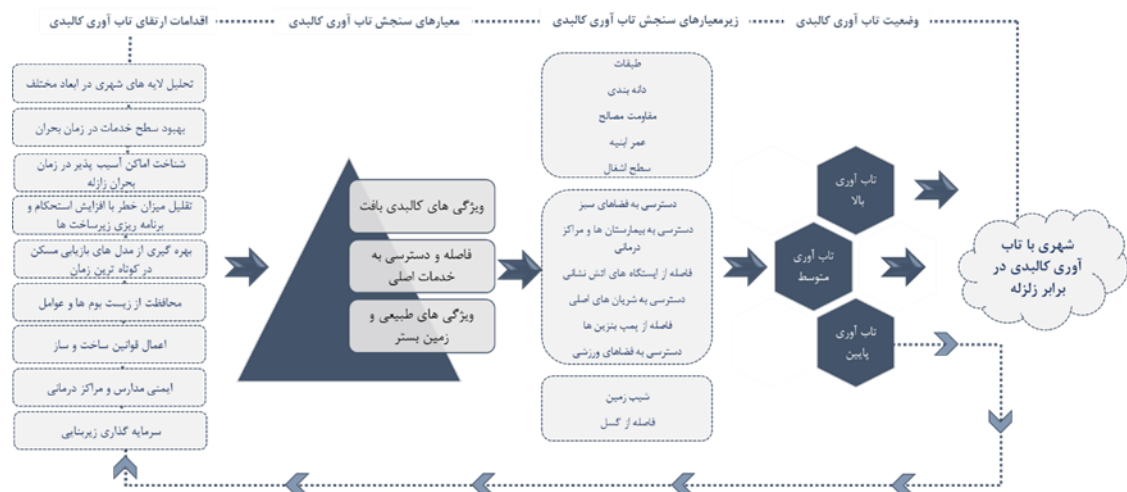 وضعیت تاب آوری کالبدی
زیرمعیارهای سنجش تاب آوری کالبدی
معیارهای سنجش تاب آوری کالبدی
اقدامات ارتقای تاب آوری کالبدی
تحلیل لایه های شهری در ابعاد مختلف
بهبود سطح خدمات در زمان بحران
شناخت اماکن آسیب پذیر در زمان
بحران زلزله
تقلیل میزان خطر با افزایش استحکام و
برنامه ریزی زیرساخت ها
بهره گیری از مدل های بازیابی مسکن
در کوتاه ترین زمان
محافظت از زیست بوم ها و عوامل
اعمال قوانین ساخت و ساز
ایمنی مدارس و مراکز درمانی
سرمایه گذاری زیربنایی
ویژگی های کالبدی بافت
فاصله و دسترسی به
خدمات اصلی
ویژگی های طبیعی و
زمین بستر
طبقات
دانه بندی
مقاومت مصالح
عمر ابنیه
سطح اشغال
دسترسی به فضاهای سبز
دسترسی به بیمارستان ها و مراکز
درمانی
فاصله از ایستگاه های اتش نشانی
دسترسی به شریان های اصلی
فاصله از پمپ بنزین ها
دسترسی به فضاهای ورزشی
شیب زمین
فاصله از گسل
تاب آوری
بالا
تاب آوری
متوسط
تاب آوری
پایین
شهری با تاب
آوری کالبدی در
برابر زلزله